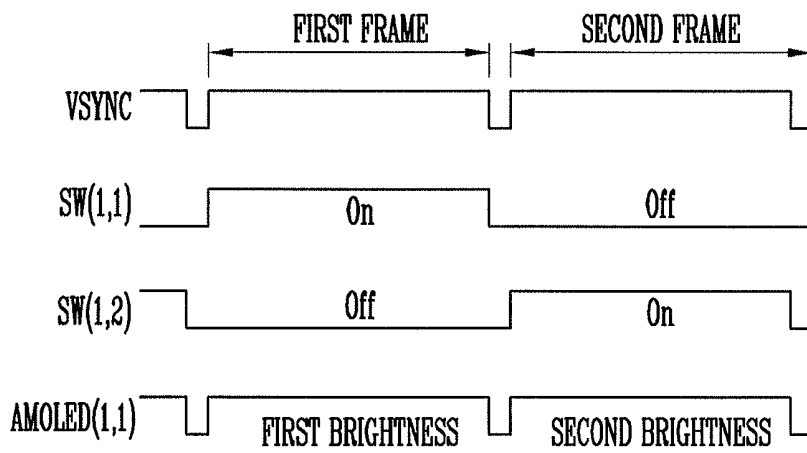 FIRST FRAME SECOND FRAME
VSYNC
SW(1,1) On Off
SW(1,2) Off On
AMOLED(1,1) FIRST BRIGHTNESS SECOND BRIGHTNESS